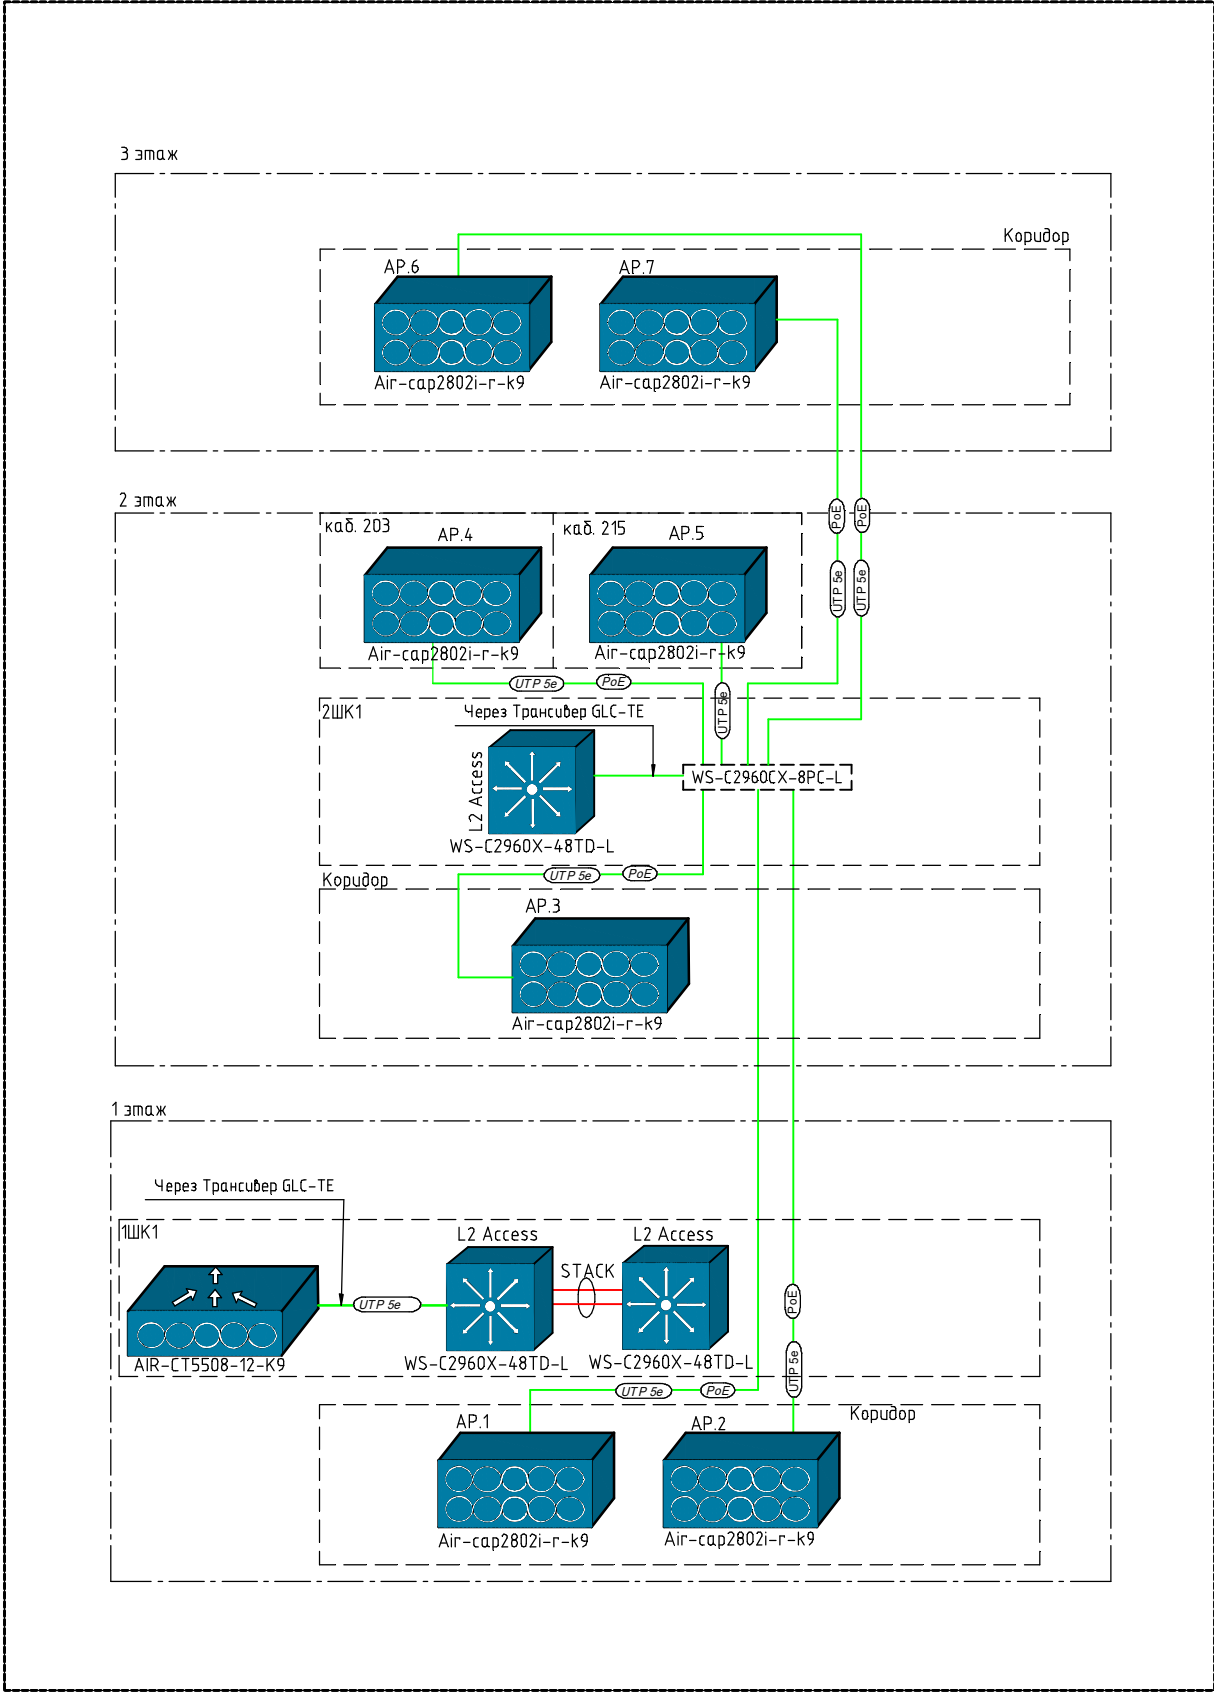 3 этаж
Коридор
AP.6
AP.7
Air-cap2802i-r-k9
Air-cap2802i-r-k9
2 этаж
PoE
PoE
каб. 203
каб. 215
AP.4
AP.5
UTP 5e
UTP 5e
Air-cap2802i-r-k9
Air-cap2802i-r-k9
UTP 5e
PoE
UTP 5e
2ШК1
Через Трансивер GLC-TE
L2 Access
WS-C2960CX-8PC-L
WS-C2960X-48TD-L
UTP 5e
PoE
Коридор
AP.3
Air-cap2802i-r-k9
1 этаж
Через Трансивер GLC-TE
1ШК1
L2 Access
L2 Access
STACK
UTP 5e
PoE
AIR-CT5508-12-K9
WS-C2960X-48TD-L
WS-C2960X-48TD-L
UTP 5e
UTP 5e
PoE
Коридор
AP.1
AP.2
Air-cap2802i-r-k9
Air-cap2802i-r-k9